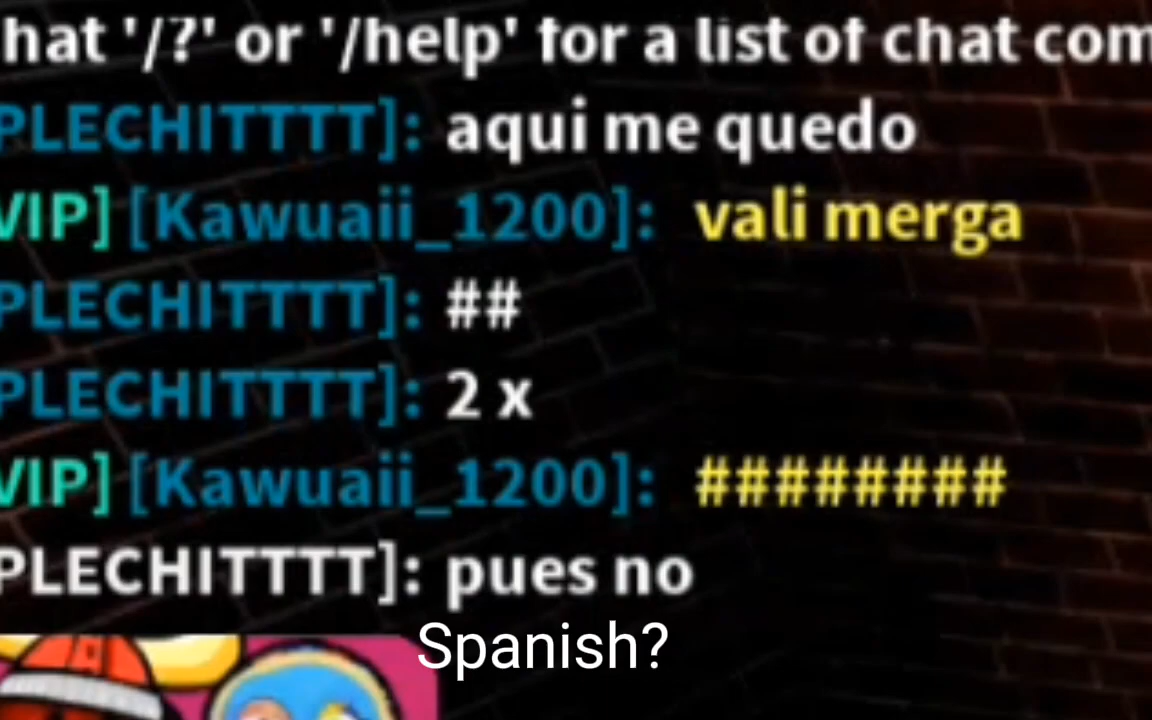 hat '/?' or '/help' for a list of chat com
PLECHITTTT]: aqui me quedo
VIP] [Kawuaii_1200]: vali merga
PLECHITTTT]: ##
PLECHITTTT]: 2 x
VIP] [Kawuaii_1200]: ########
PLECHITTTT]: pues no
Spanish?